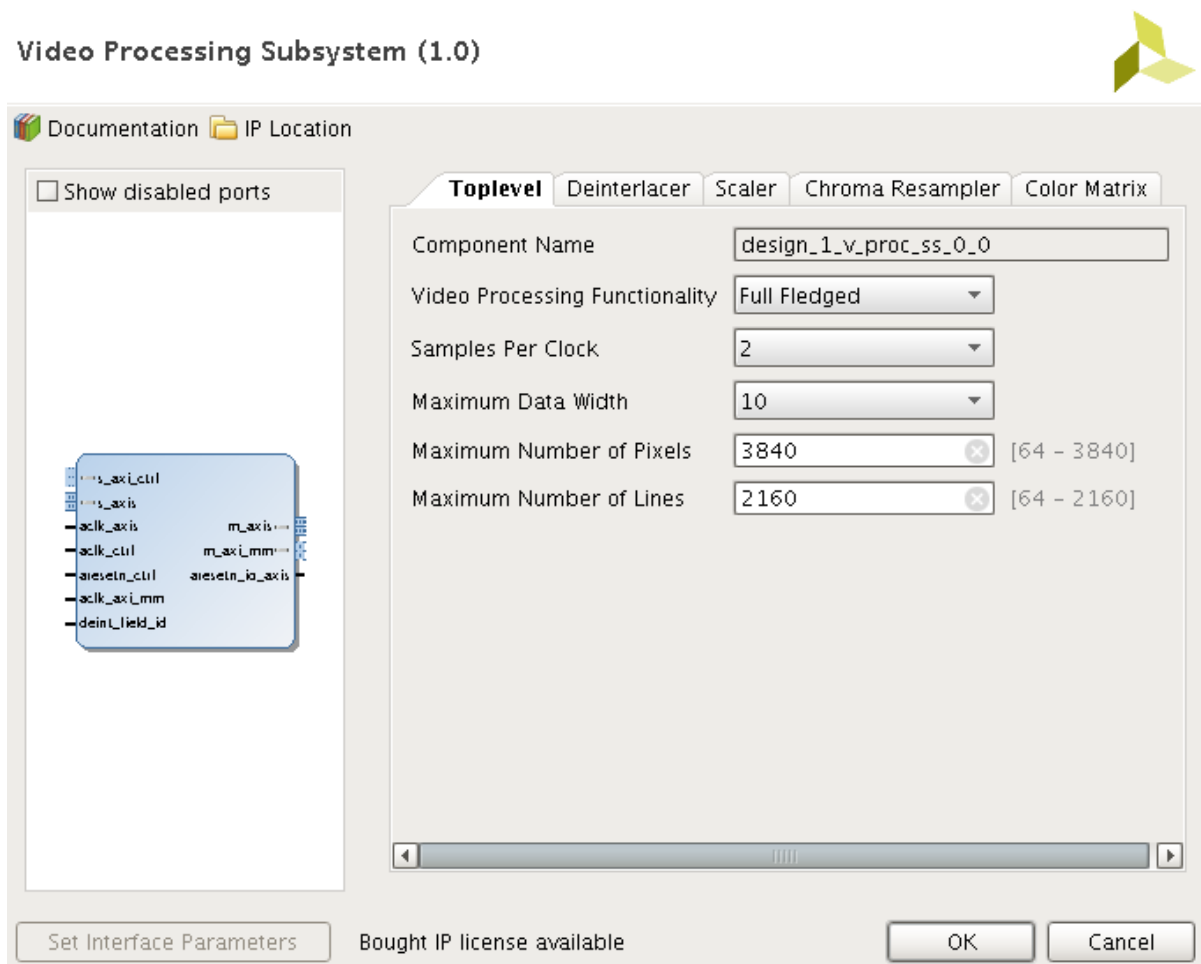 Video Processing Subsystem (1.0)
Documentation IP Location
Show disabled ports
s_axi_ctrl
s_axis
aclk_axis m_axis
aclk_ctrl m_axi_mm
aresetn_ctrl aresetn_io_axis
aclk_axi_mm
deint_field_id
Toplevel Deinterlacer Scaler Chroma Resampler Color Matrix
Component Name design_1_v_proc_ss_0_0
Video Processing Functionality Full Fledged
Samples Per Clock 2
Maximum Data Width 10
Maximum Number of Pixels 3840 [64 - 3840]
Maximum Number of Lines 2160 [64 - 2160]
Set Interface Parameters Bought IP license available OK Cancel